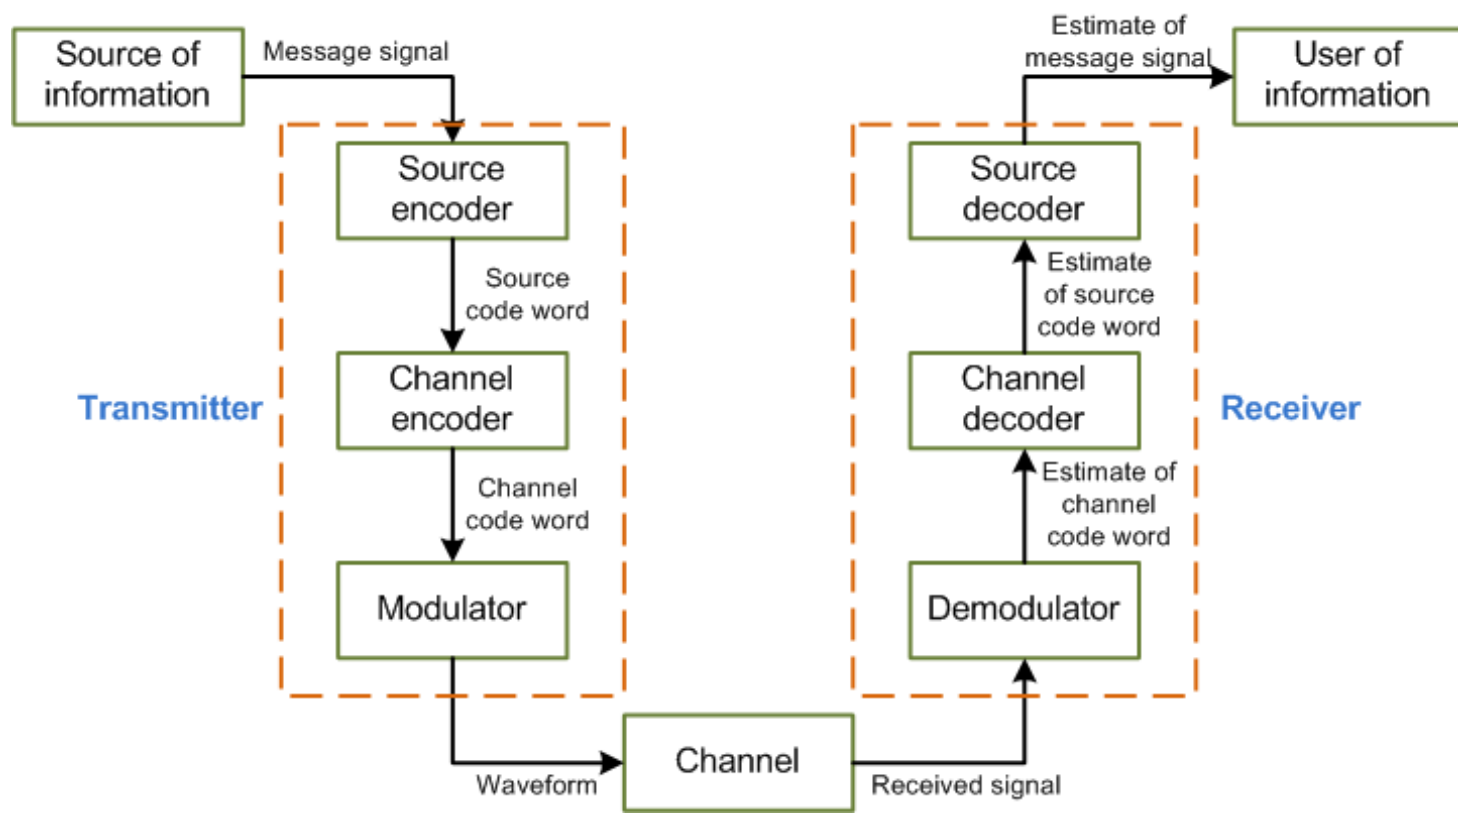 Source of
information
Message signal
Estimate of
message signal
User of
information
Source
encoder
Source
code word
Channel
encoder
Channel
code word
Modulator
Transmitter
Waveform
Channel
Received signal
Source
decoder
Estimate
of source
code word
Channel
decoder
Estimate of
channel
code word
Demodulator
Receiver